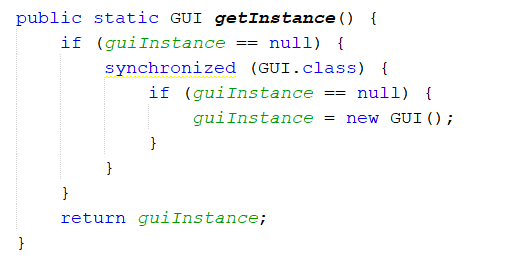 public static GUI getInstance() {
    if (guiInstance == null) {
        synchronized (GUI.class) {
            if (guiInstance == null) {
                guiInstance = new GUI();
            }
        }
    }
    return guiInstance;
}